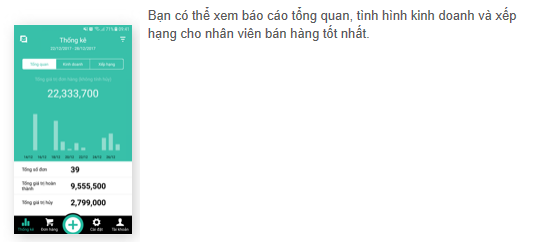 Bạn có thể xem báo cáo tổng quan, tình hình kinh doanh và xếp
hạng cho nhân viên bán hàng tốt nhất.
Thống kê
Tổng quan Kinh doanh Xếp hạng
22,333,700
Tổng số đơn 39
Tổng giá trị hoàn
thành 9,555,500
Tổng giá trị hủy 2,799,000
Thống kê Đơn hàng Cài đặt Tài khoản